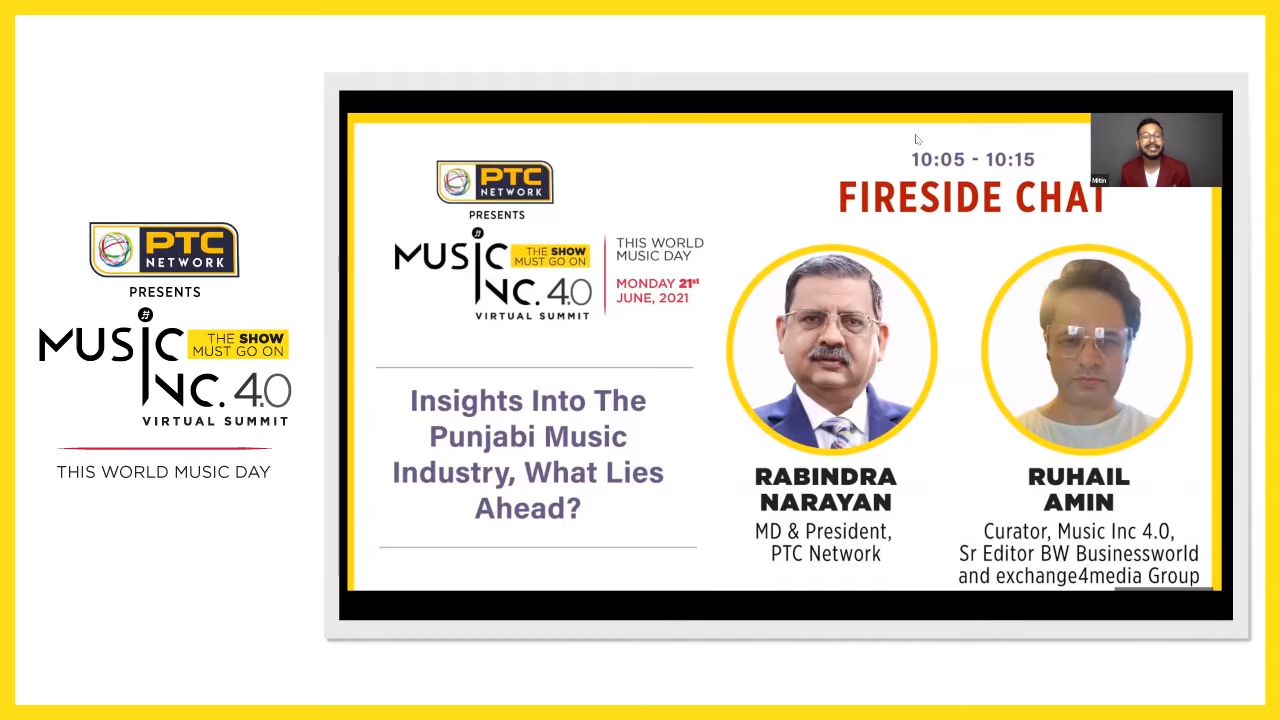 PTC
NETWORK
PRESENTS
MUSIC
THE SHOW
MUST GO ON
INC. 4.0
VIRTUAL SUMMIT
THIS WORLD MUSIC DAY
PTC
NETWORK
PRESENTS
MUSIC
THE SHOW
MUST GO ON
INC. 4.0
VIRTUAL SUMMIT
THIS WORLD
MUSIC DAY
MONDAY 21st
JUNE, 2021
Insights Into The
Punjabi Music
Industry, What Lies
Ahead?
10:05 - 10:15
FIRESIDE CHAT
Mitin
RABINDRA
NARAYAN
MD & President,
PTC Network
RUHAIL
AMIN
Curator, Music Inc 4.0,
Sr Editor BW Businessworld
and exchange4media Group